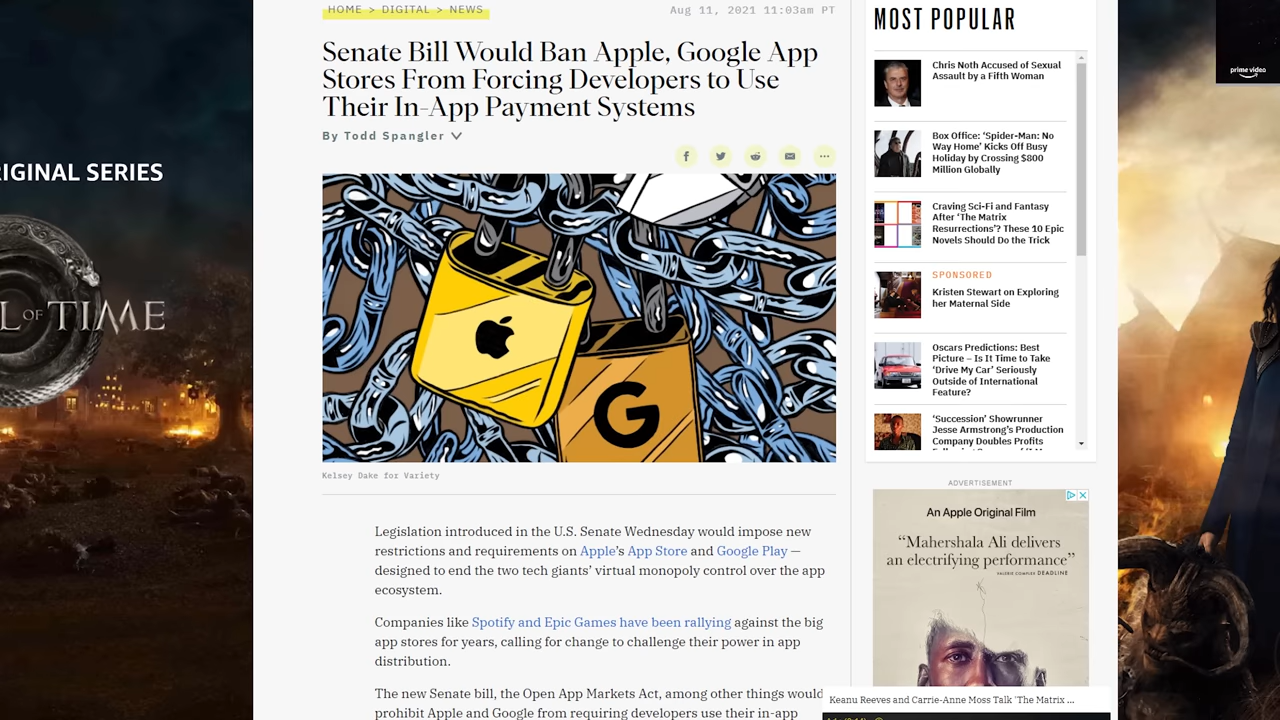 HOME > DIGITAL > NEWS
Aug 11, 2021 11:03am PT
Senate Bill Would Ban Apple, Google App
Stores From Forcing Developers to Use
Their In-App Payment Systems
By Todd Spangler
G
Kelsey Dake for Variety
Legislation introduced in the U.S. Senate Wednesday would impose new
restrictions and requirements on Apple's App Store and Google Play —
designed to end the two tech giants' virtual monopoly control over the app
ecosystem.
Companies like Spotify and Epic Games have been rallying against the big
app stores for years, calling for change to challenge their power in app
distribution.
The new Senate bill, the Open App Markets Act, among other things would
prohibit Apple and Google from requiring developers use their in-app
MOST POPULAR
Chris Noth Accused of Sexual
Assault by a Fifth Woman
Box Office: 'Spider-Man: No
Way Home' Kicks Off Busy
Holiday by Crossing $800
Million Globally
Craving Sci-Fi and Fantasy
After 'The Matrix
Resurrections'? These 10 Epic
Novels Should Do the Trick
SPONSORED
Kristen Stewart on Exploring
her Maternal Side
Oscars Predictions: Best
Picture – Is It Time to Take
'Drive My Car' Seriously
Outside of International
Feature?
'Succession' Showrunner
Jesse Armstrong's Production
Company Doubles Profits
ADVERTISEMENT
An Apple Original Film
“Mahershala Ali delivers
an electrifying performance”
DEADLINE
Keanu Reeves and Carrie-Anne Moss Talk 'The Matrix ...
RIGINAL SERIES
L OF TIME
prime video